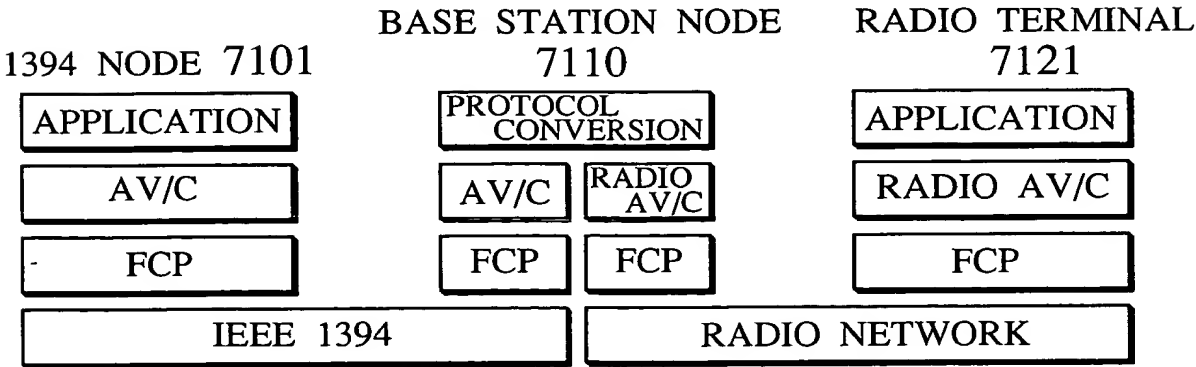 BASE STATION NODE
7110
RADIO TERMINAL
7121
1394 NODE 7101
APPLICATION
PROTOCOL
CONVERSION
APPLICATION
AV/C
AV/C
RADIO
AV/C
RADIO AV/C
FCP
FCP
FCP
FCP
IEEE 1394
RADIO NETWORK